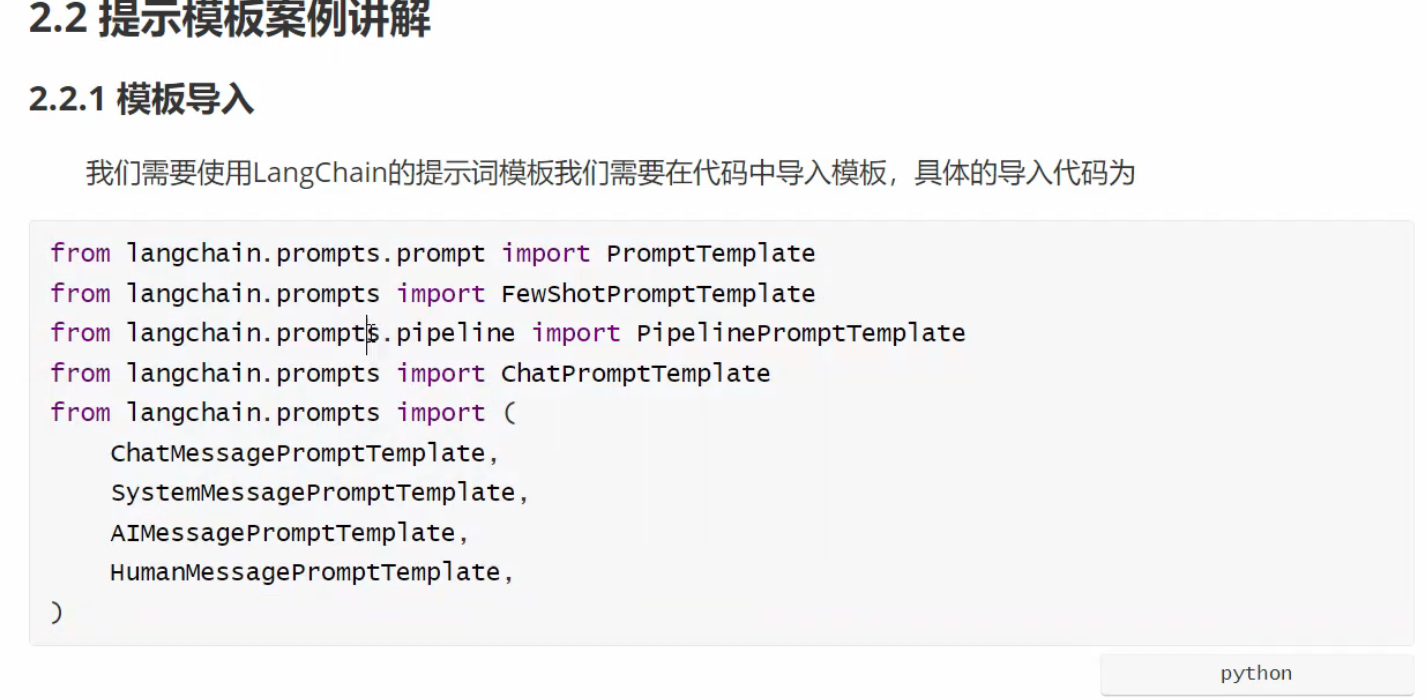 2.2 提示模板案例讲解
2.2.1 模板导入
我们需要使用LangChain的提示词模板我们需要在代码中导入模板，具体的导入代码为
from langchain.prompts.prompt import PromptTemplate
from langchain.prompts import FewShotPromptTemplate
from langchain.prompts.pipeline import PipelinePromptTemplate
from langchain.prompts import ChatPromptTemplate
from langchain.prompts import (
    ChatMessagePromptTemplate,
    SystemMessagePromptTemplate,
    AIMessagePromptTemplate,
    HumanMessagePromptTemplate,
)
python